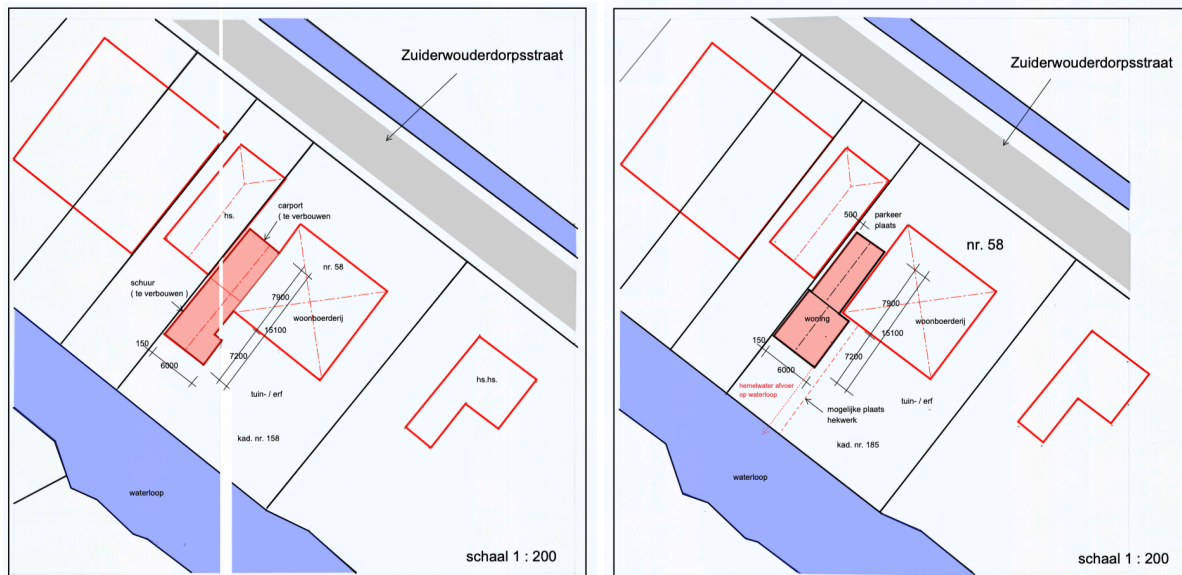 Zuiderwouderdorpsstraat
carport
( te verbouwen
hs.
nr. 58
schuur
( te verbouwen )
7900
woonboerderij
15100
150
7200
6000
hs.hs.
tuin- / erf
kad. nr. 158
waterloop
schaal 1 : 200
Zuiderwouderdorpsstraat
500
parkeer
plaats
nr. 58
7900
woonboerderij
woning
15100
150
7200
6000
hemelwater afvoer
op waterloop
tuin- / erf
mogelijke plaats
hekwerk
kad. nr. 185
waterloop
schaal 1 : 200